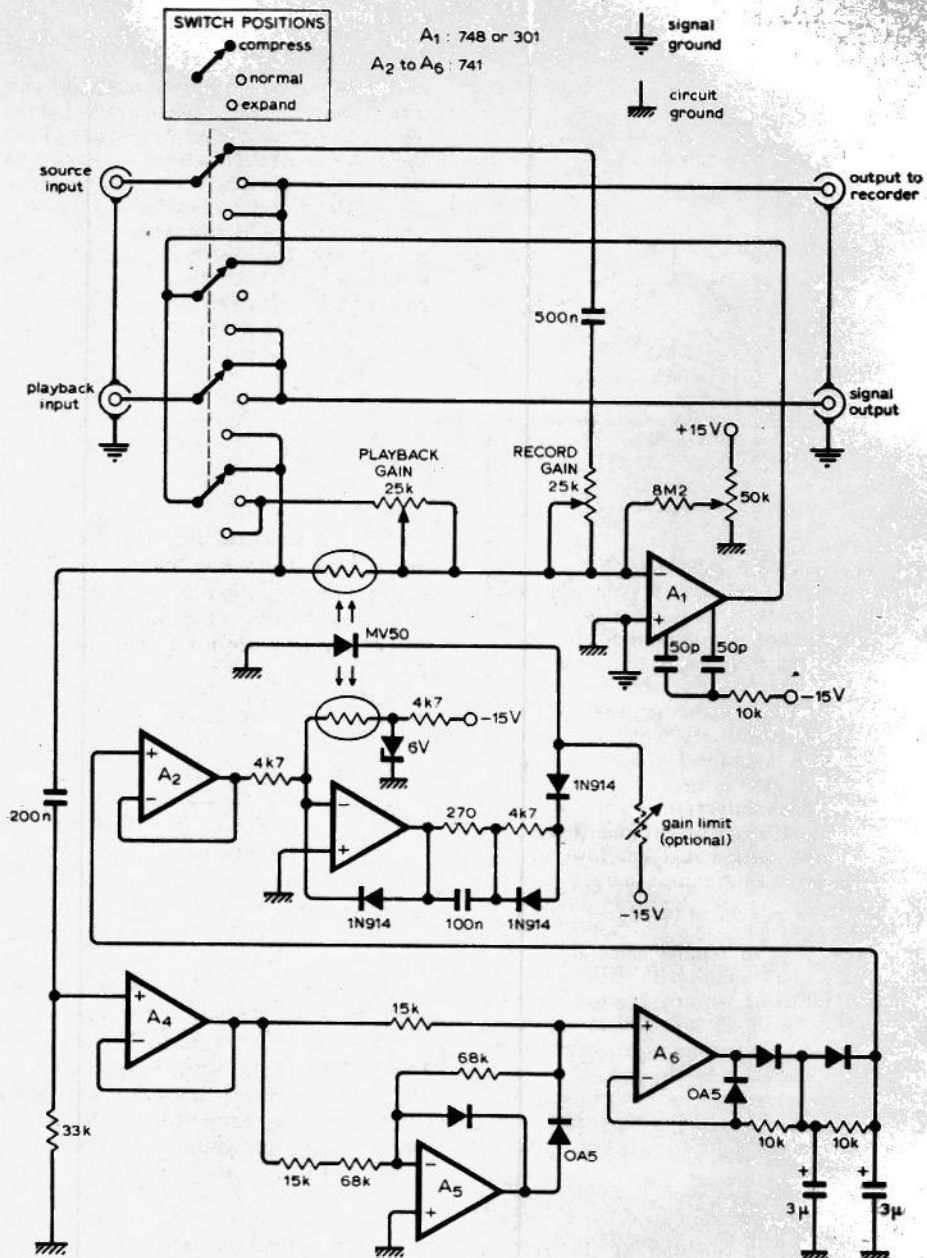 SWITCH POSITIONS
compress
normal
expand
A1 : 748 or 301
A2 to A6 : 741
signal
ground
circuit
ground
source
input
output to
recorder
500n
playback
input
signal
output
+15V
PLAYBACK
GAIN
25k
RECORD
GAIN
25k
8M2
50k
A1
MV50
50p
50p
-15V
10k
4k7
-15V
6V
A2
4k7
1N914
200n
270
4k7
gain limit
(optional)
1N914
100n
1N914
-15V
A4
15k
A6
68k
OA5
33k
OA5
10k
10k
15k
68k
A5
+
3μ
+
3μ